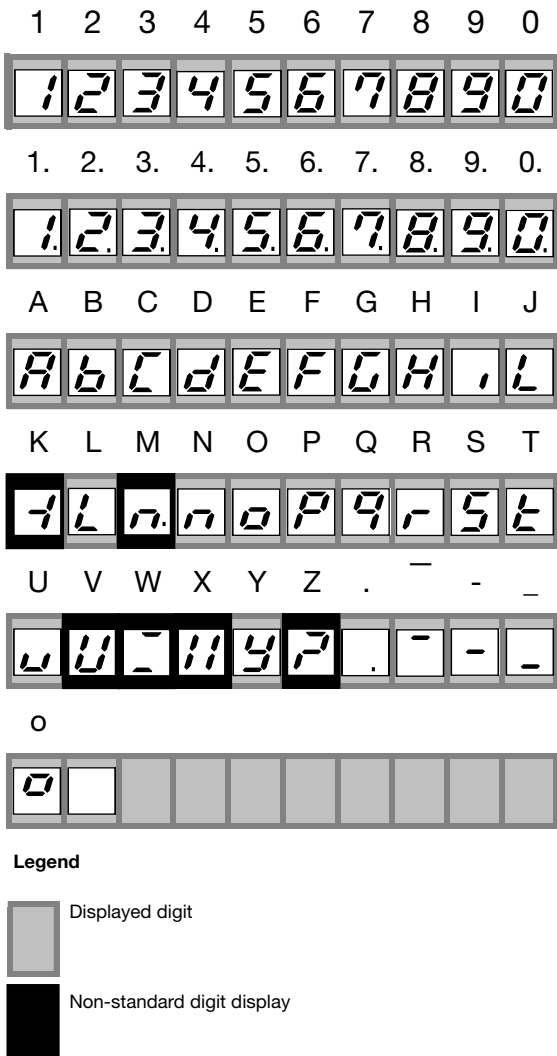 1 2 3 4 5 6 7 8 9 0
1 2 3 4 5 6 7 8 9 0
1. 2. 3. 4. 5. 6. 7. 8. 9. 0.
1. 2. 3. 4. 5. 6. 7. 8. 9. 0.
A B C D E F G H I J
A b C d E F G H i L
K L M N O P Q R S T
L n. n o P q r S t
U V W X Y Z . ‾ - _
u U y . ‾ - _
o
o
Legend
Displayed digit
Non-standard digit display